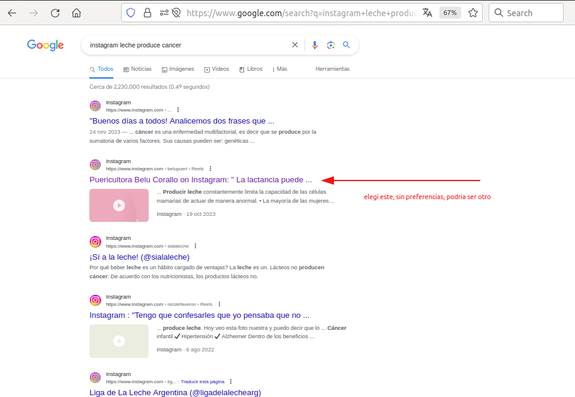 https://www.google.com/search?q=instagram+leche+produc
67%
Search
Google
instagram leche produce cancer
Todos
Noticias
Imágenes
Videos
Libros
Más
Herramientas
Cerca de 2,230,000 resultados (0.49 segundos)
Instagram
https://www.instagram.com › ...
"Buenos días a todos! Analicemos dos frases que ...
24 nov 2023 — ... cáncer es una enfermedad multifactorial, es decir que se produce por la
sumatoria de varios factores. Sus causas pueden ser: genéticas ...
Instagram
https://www.instagram.com › belupueri › Reels
Puericultora Belu Corallo on Instagram: " La lactancia puede ...
elegi este, sin preferencias, podria ser otro
... Producir leche constantemente limita la capacidad de las células
mamarias de actuar de manera anormal. • La mayoría de las mujeres...
Instagram · 19 oct 2023
Instagram
https://www.instagram.com › sialaleche
¡Sí a la leche! (@sialaleche)
Por qué beber leche es un hábito cargado de ventajas? La leche es un. Lácteos no producen
cáncer: De acuerdo con los nutricionistas, los productos lácteos no.
Instagram
https://www.instagram.com › › Reels
Instagram : "Tengo que confesarles que yo pensaba que no ...
... produce leche. Hoy veo esta foto nuestra y puedo decir que lo ... Cáncer
infantil ✔ Hipertensión ✔ Alzheimer Dentro de los beneficios ...
Instagram · 6 ago 2022
Instagram
https://www.instagram.com › lig... · Traducir esta página
Liga de La Leche Argentina (@ligadelalechearg)